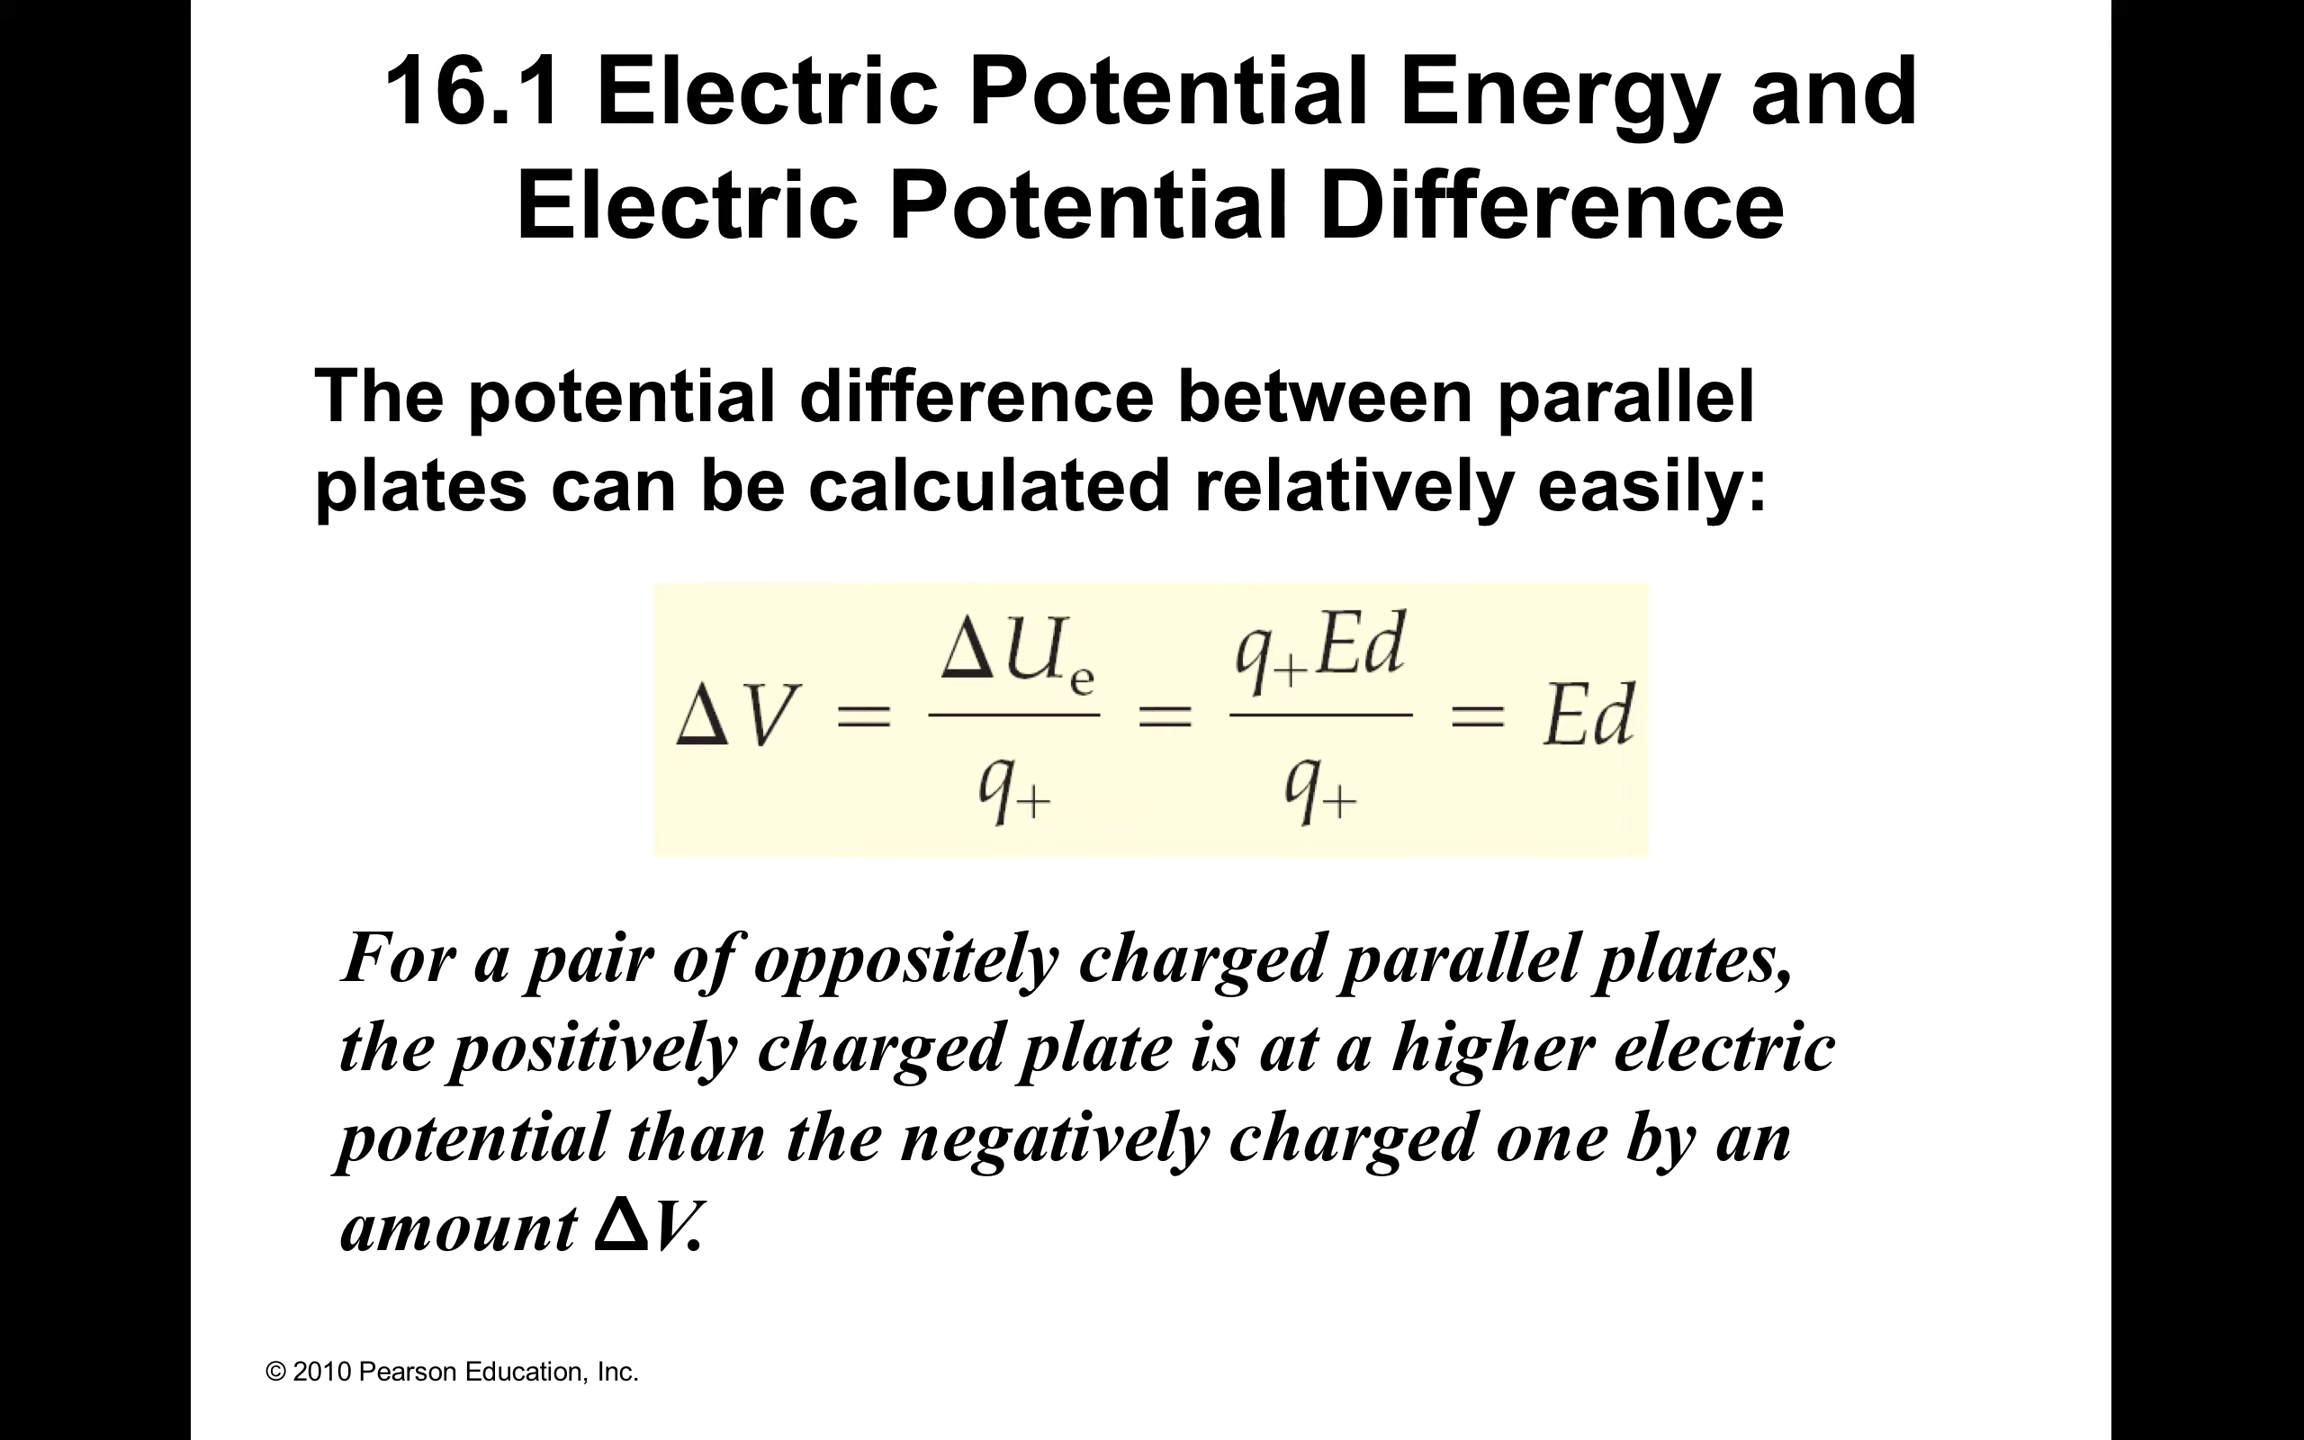 16.1 Electric Potential Energy and
Electric Potential Difference
The potential difference between parallel
plates can be calculated relatively easily:
ΔV = ΔUₑ/q₊ = q₊Ed/q₊ = Ed
For a pair of oppositely charged parallel plates,
the positively charged plate is at a higher electric
potential than the negatively charged one by an
amount ΔV.
© 2010 Pearson Education, Inc.